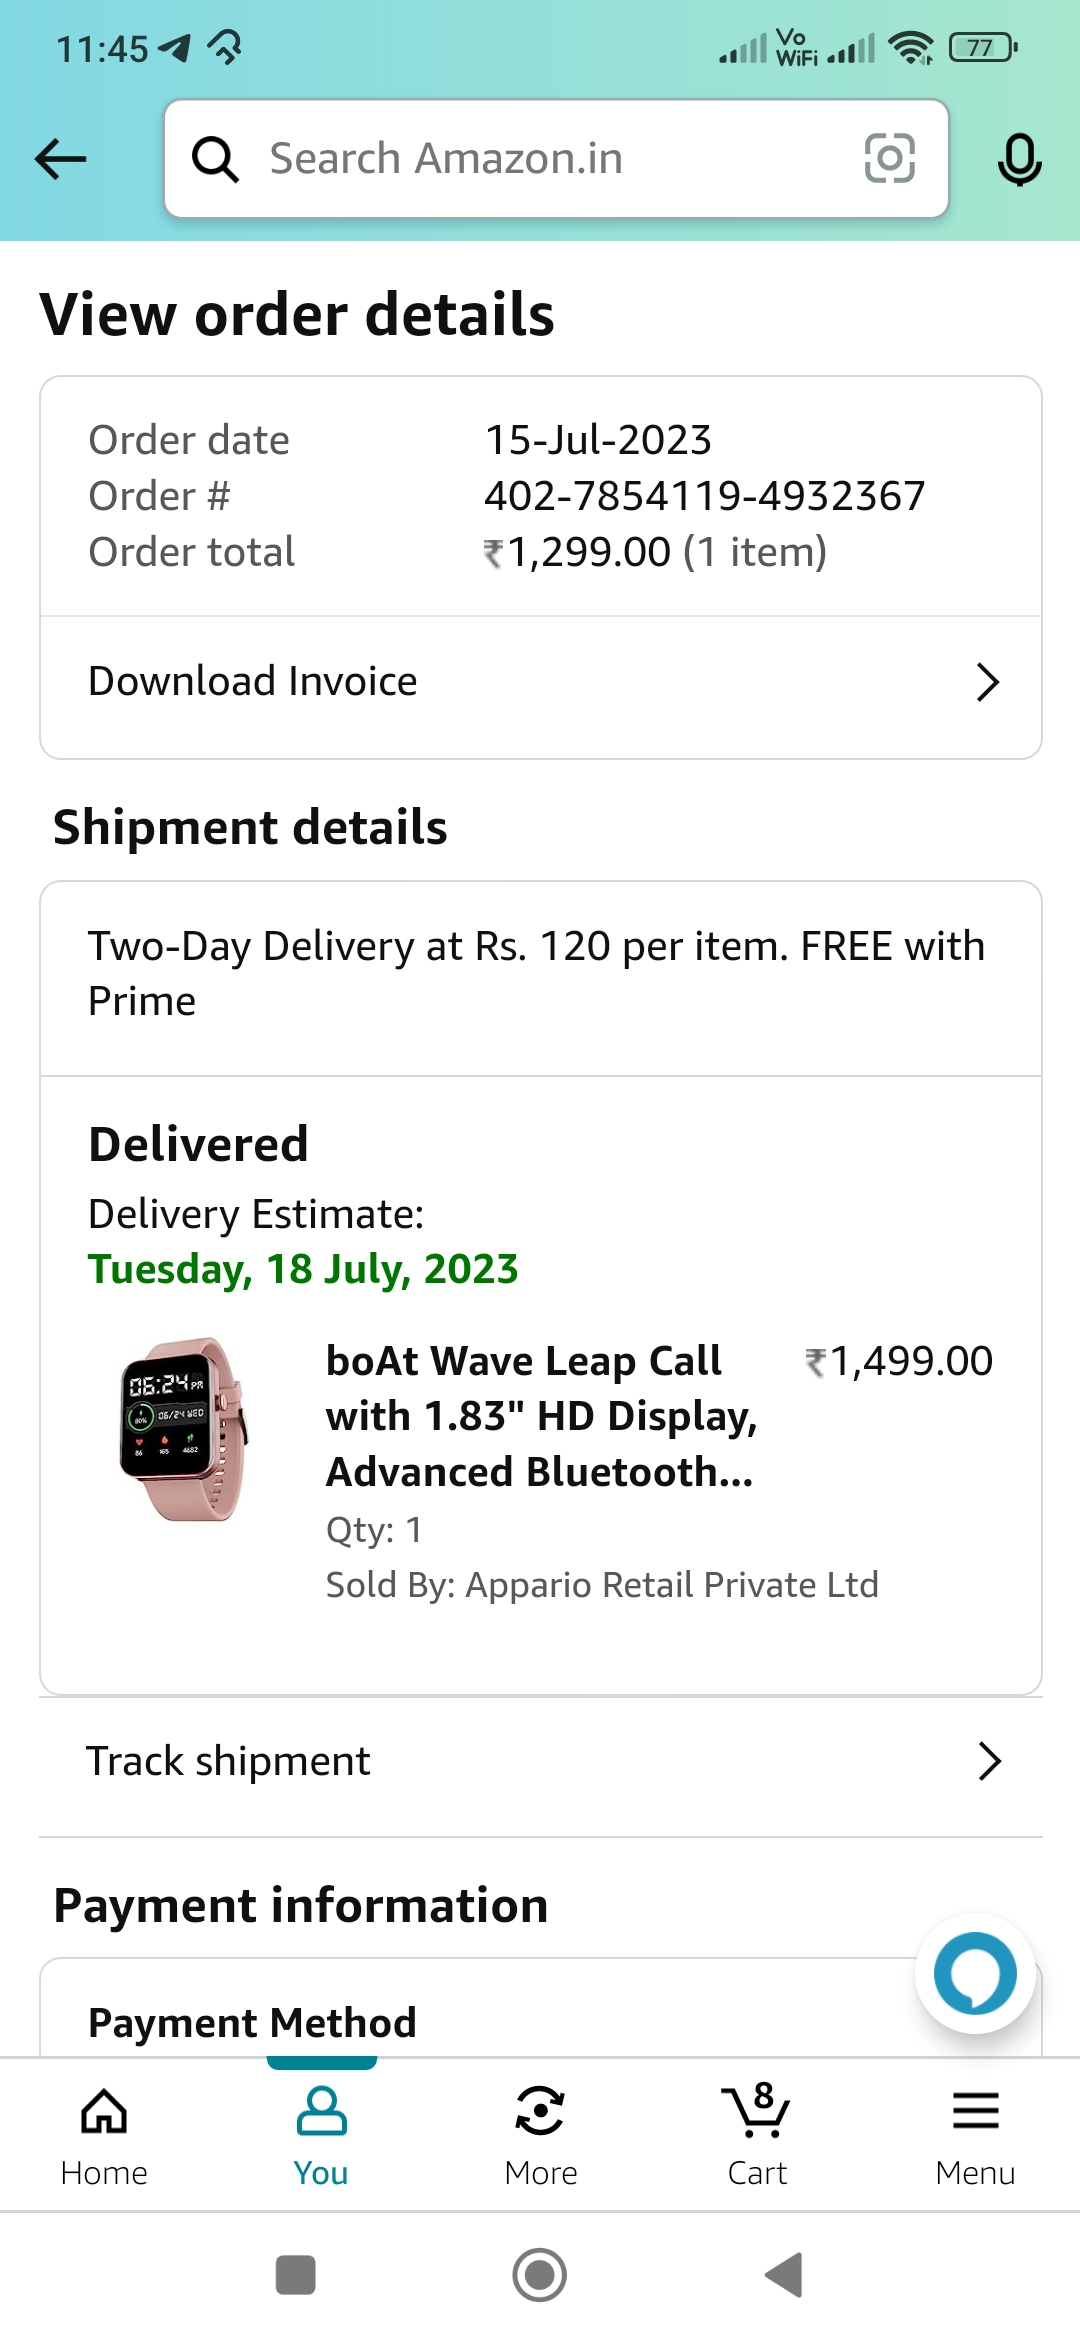 11:45
Vo
WiFi
77
Search Amazon.in
View order details
Order date 15-Jul-2023
Order # 402-7854119-4932367
Order total ₹1,299.00 (1 item)
Download Invoice
Shipment details
Two-Day Delivery at Rs. 120 per item. FREE with
Prime
Delivered
Delivery Estimate:
Tuesday, 18 July, 2023
06:24 PM
80% 06/24 WED
86 165 4682
boAt Wave Leap Call ₹1,499.00
with 1.83" HD Display,
Advanced Bluetooth...
Qty: 1
Sold By: Appario Retail Private Ltd
Track shipment
Payment information
Payment Method
8
Home You More Cart Menu